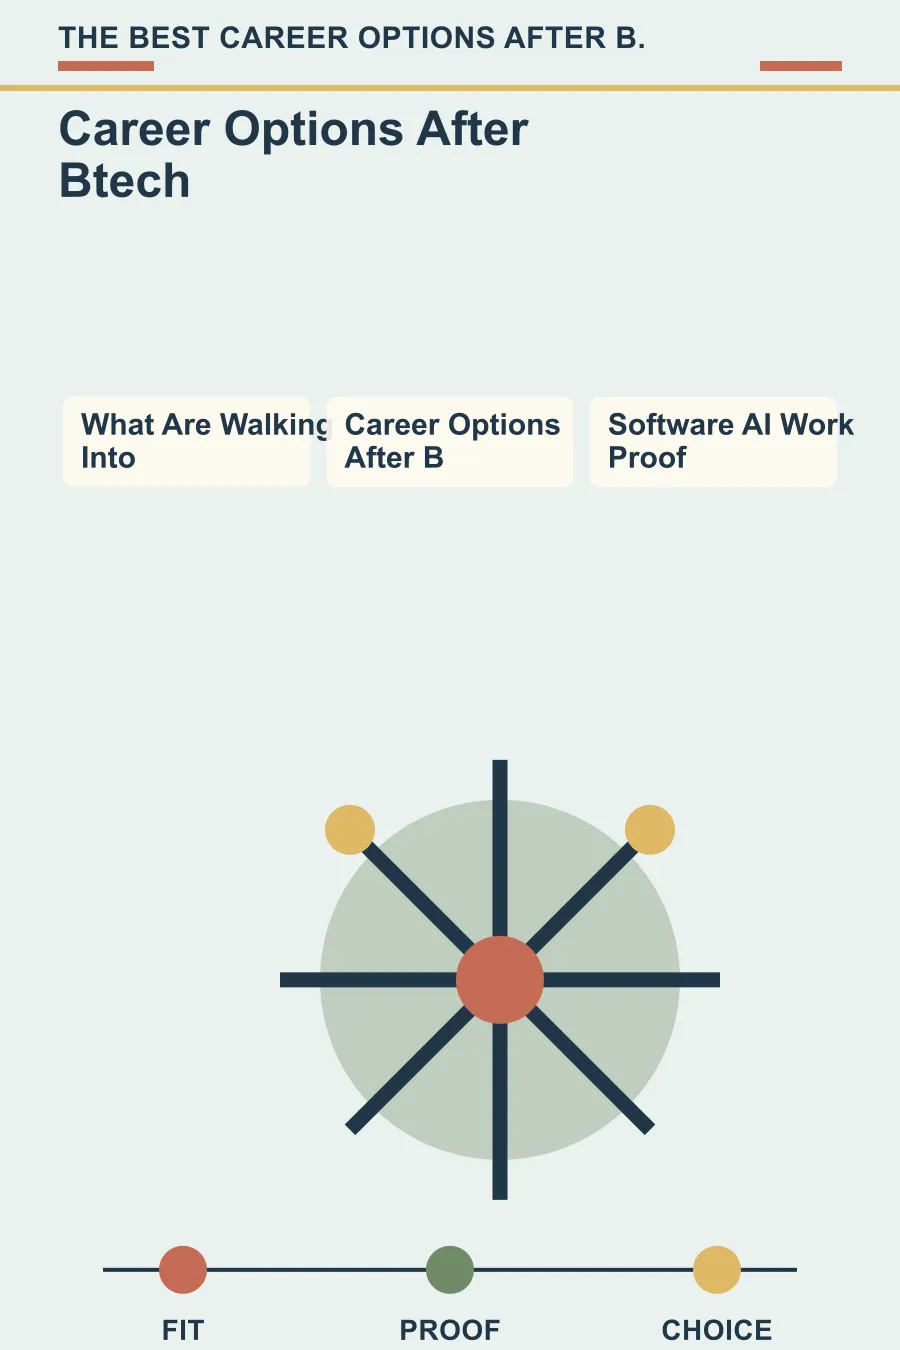 THE BEST CAREER OPTIONS AFTER B.
Career Options After
Btech
What Are Walking
Into
Career Options
After B
Software AI Work
Proof
FIT
PROOF
CHOICE